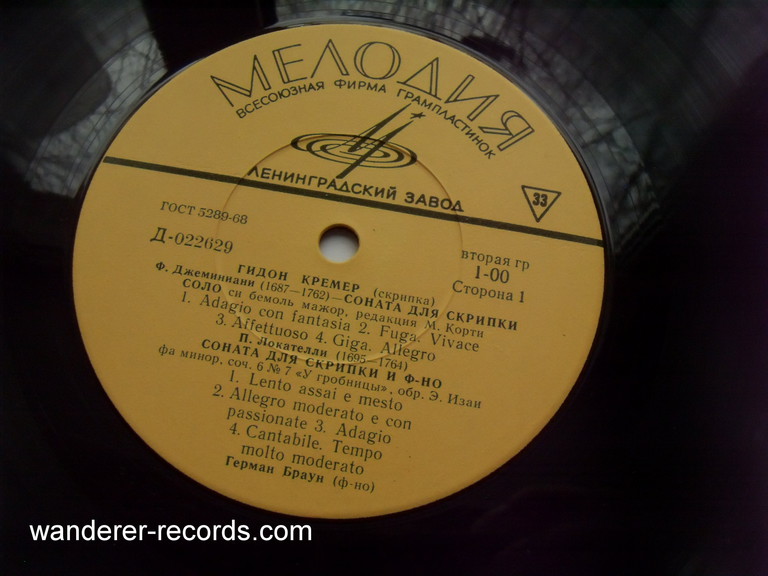 МЕЛОДИЯ
ВСЕСОЮЗНАЯ ФИРМА ГРАМПЛАСТИНОК
ЛЕНИНГРАДСКИЙ ЗАВОД
33
ГОСТ 5289-68
Д-022629
вторая гр
1-00
Сторона 1
ГИДОН КРЕМЕР (скрипка)
Ф. Джеминиани (1687—1762)—СОНАТА ДЛЯ СКРИПКИ
СОЛО си бемоль мажор, редакция М. Корти
1. Adagio con fantasia 2. Fuga. Vivace
3. Affettuoso 4. Giga. Allegro
П. Локателли (1695—1764)
СОНАТА ДЛЯ СКРИПКИ И Ф-НО
фа минор, соч. 6 № 7 «У гробницы», обр. Э. Изаи
1. Lento assai e mesto
2. Allegro moderato e con
passionate 3. Adagio
4. Cantabile. Tempo
molto moderato
Герман Браун (ф-но)
wanderer-records.com